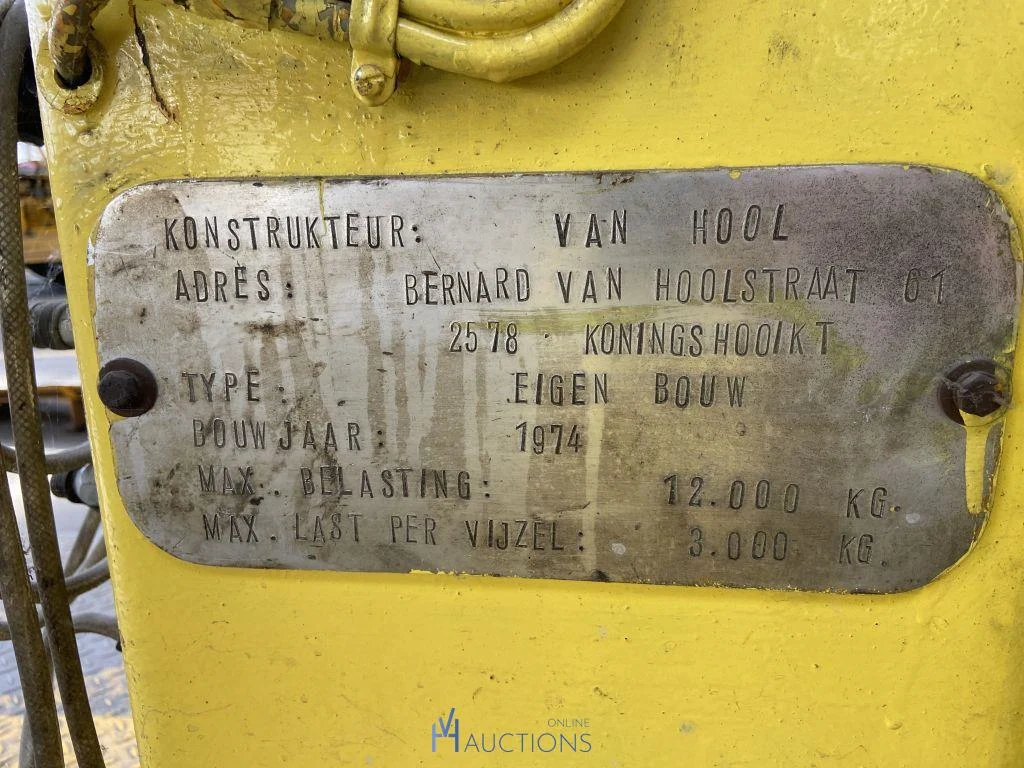 KONSTRUKTEUR: VAN HOOL
ADRES: BERNARD VAN HOOLSTRAAT 61
2578 KONINGSHOOIKT
TYPE: EIGEN BOUW
BOUWJAAR: 1974
MAX. BELASTING: 12.000 KG.
MAX. LAST PER VIJZEL: 3.000 KG.
VH ONLINE AUCTIONS